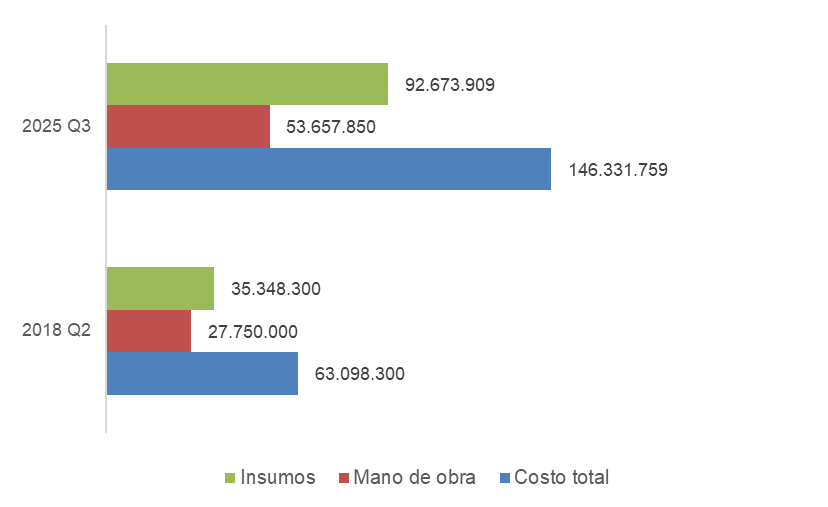 92.673.909
2025 Q3
53.657.850
146.331.759
35.348.300
2018 Q2
27.750.000
63.098.300
Insumos
Mano de obra
Costo total